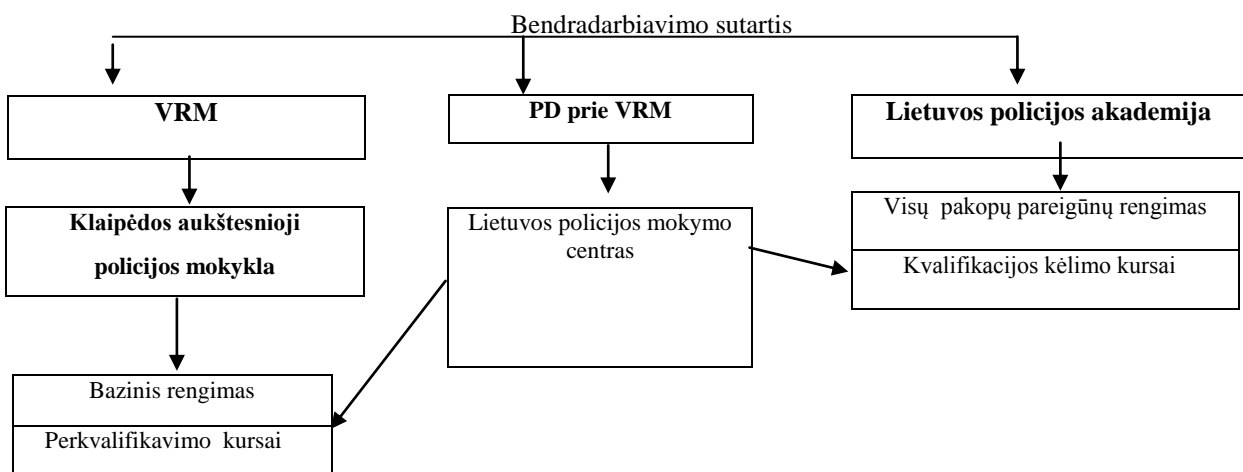 Bendradarbiavimo sutartis
VRM
PD prie VRM
Lietuvos policijos akademija
Klaipėdos aukštesnioji
policijos mokykla
Lietuvos policijos mokymo
centras
Visų pakopų pareigūnų rengimas
Kvalifikacijos kėlimo kursai
Bazinis rengimas
Perkvalifikavimo kursai